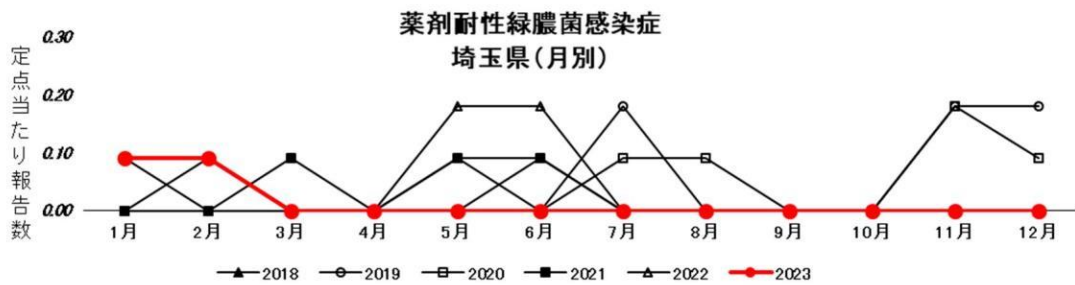 薬剤耐性緑膿菌感染症
埼玉県(月別)
定点当たり報告数
0.30
0.20
0.10
0.00
1月 2月 3月 4月 5月 6月 7月 8月 9月 10月 11月 12月
2018 2019 2020 2021 2022 2023